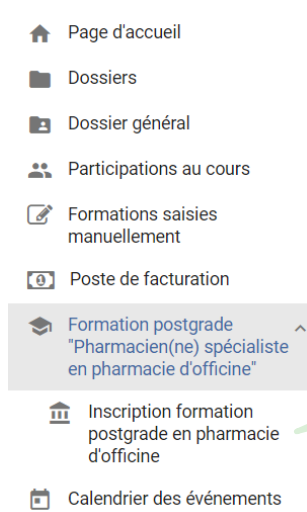 Page d'accueil
Dossiers
Dossier général
Participations au cours
Formations saisies
manuellement
Poste de facturation
Formation postgrade
"Pharmacien(ne) spécialiste
en pharmacie d'officine"
Inscription formation
postgrade en pharmacie
d'officine
Calendrier des événements